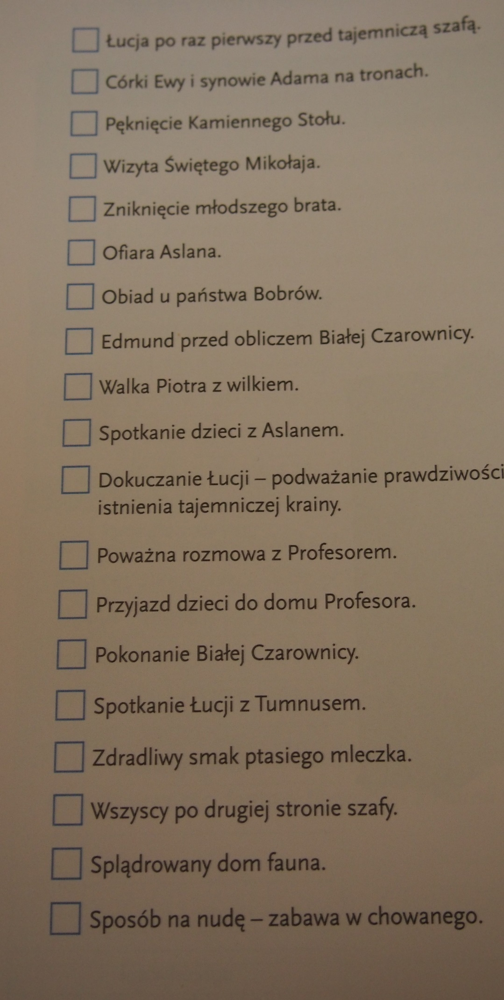 Łucja po raz pierwszy przed tajemniczą szafą.
Córki Ewy i synowie Adama na tronach.
Pęknięcie Kamiennego Stołu.
Wizyta Świętego Mikołaja.
Zniknięcie młodszego brata.
Ofiara Aslana.
Obiad u państwa Bobrów.
Edmund przed obliczem Białej Czarownicy.
Walka Piotra z wilkiem.
Spotkanie dzieci z Aslanem.
Dokuczanie Łucji – podważanie prawdziwości
istnienia tajemniczej krainy.
Poważna rozmowa z Profesorem.
Przyjazd dzieci do domu Profesora.
Pokonanie Białej Czarownicy.
Spotkanie Łucji z Tumnusem.
Zdradliwy smak ptasiego mleczka.
Wszyscy po drugiej stronie szafy.
Splądrowany dom fauna.
Sposób na nudę – zabawa w chowanego.